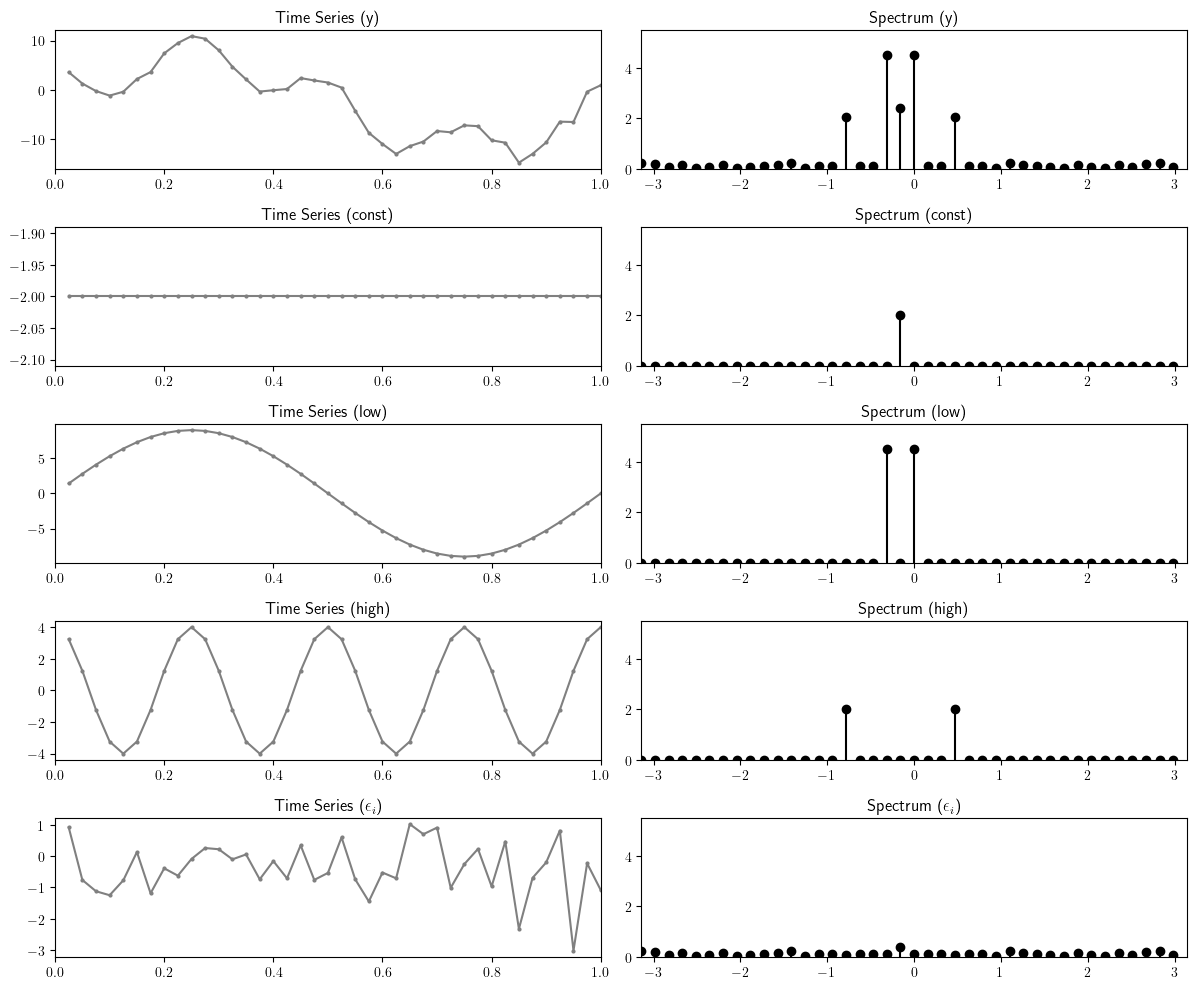 Time Series (y)
10
0
−10
0.0 0.2 0.4 0.6 0.8 1.0
Spectrum (y)
4
2
0
−3 −2 −1 0 1 2 3
Time Series (const)
−1.90
−1.95
−2.00
−2.05
−2.10
0.0 0.2 0.4 0.6 0.8 1.0
Spectrum (const)
4
2
0
−3 −2 −1 0 1 2 3
Time Series (low)
5
0
−5
0.0 0.2 0.4 0.6 0.8 1.0
Spectrum (low)
4
2
0
−3 −2 −1 0 1 2 3
Time Series (high)
4
2
0
−2
−4
0.0 0.2 0.4 0.6 0.8 1.0
Spectrum (high)
4
2
0
−3 −2 −1 0 1 2 3
Time Series (ϵᵢ)
1
0
−1
−2
−3
0.0 0.2 0.4 0.6 0.8 1.0
Spectrum (ϵᵢ)
4
2
0
−3 −2 −1 0 1 2 3